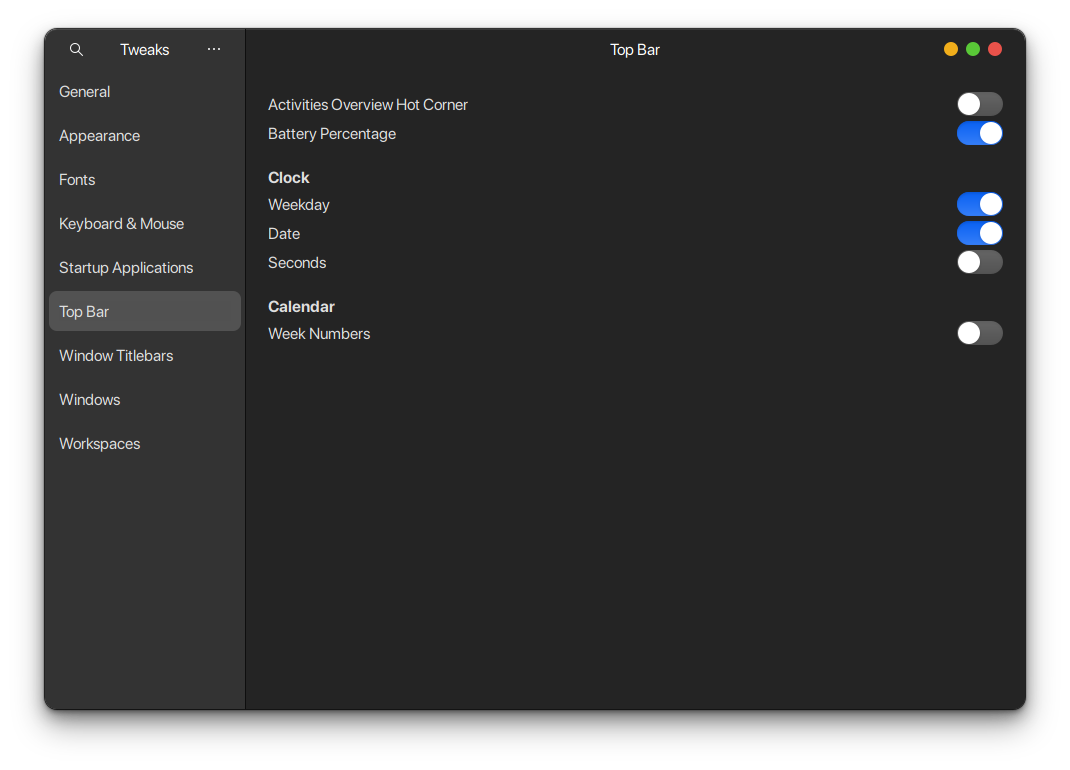 Tweaks
General
Appearance
Fonts
Keyboard & Mouse
Startup Applications
Top Bar
Window Titlebars
Windows
Workspaces
Top Bar
Activities Overview Hot Corner
Battery Percentage
Clock
Weekday
Date
Seconds
Calendar
Week Numbers